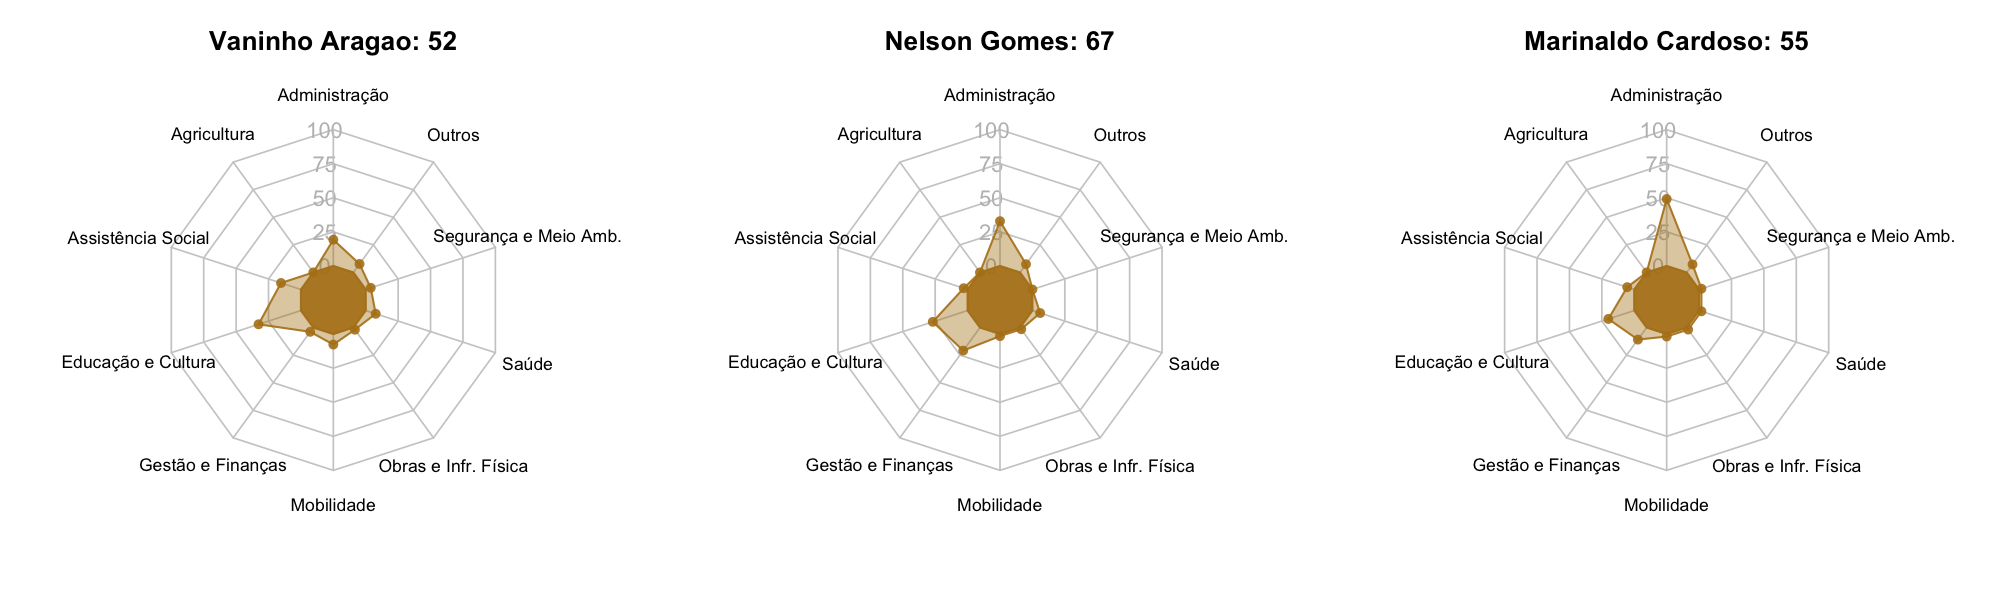 Vaninho Aragao: 52
Administração
Agricultura
Outros
100
75
50
25
0
Assistência Social
Segurança e Meio Amb.
Educação e Cultura
Saúde
Gestão e Finanças
Obras e Infr. Física
Mobilidade
Nelson Gomes: 67
Administração
Agricultura
Outros
100
75
50
25
0
Assistência Social
Segurança e Meio Amb.
Educação e Cultura
Saúde
Gestão e Finanças
Obras e Infr. Física
Mobilidade
Marinaldo Cardoso: 55
Administração
Agricultura
Outros
100
75
50
25
0
Assistência Social
Segurança e Meio Amb.
Educação e Cultura
Saúde
Gestão e Finanças
Obras e Infr. Física
Mobilidade